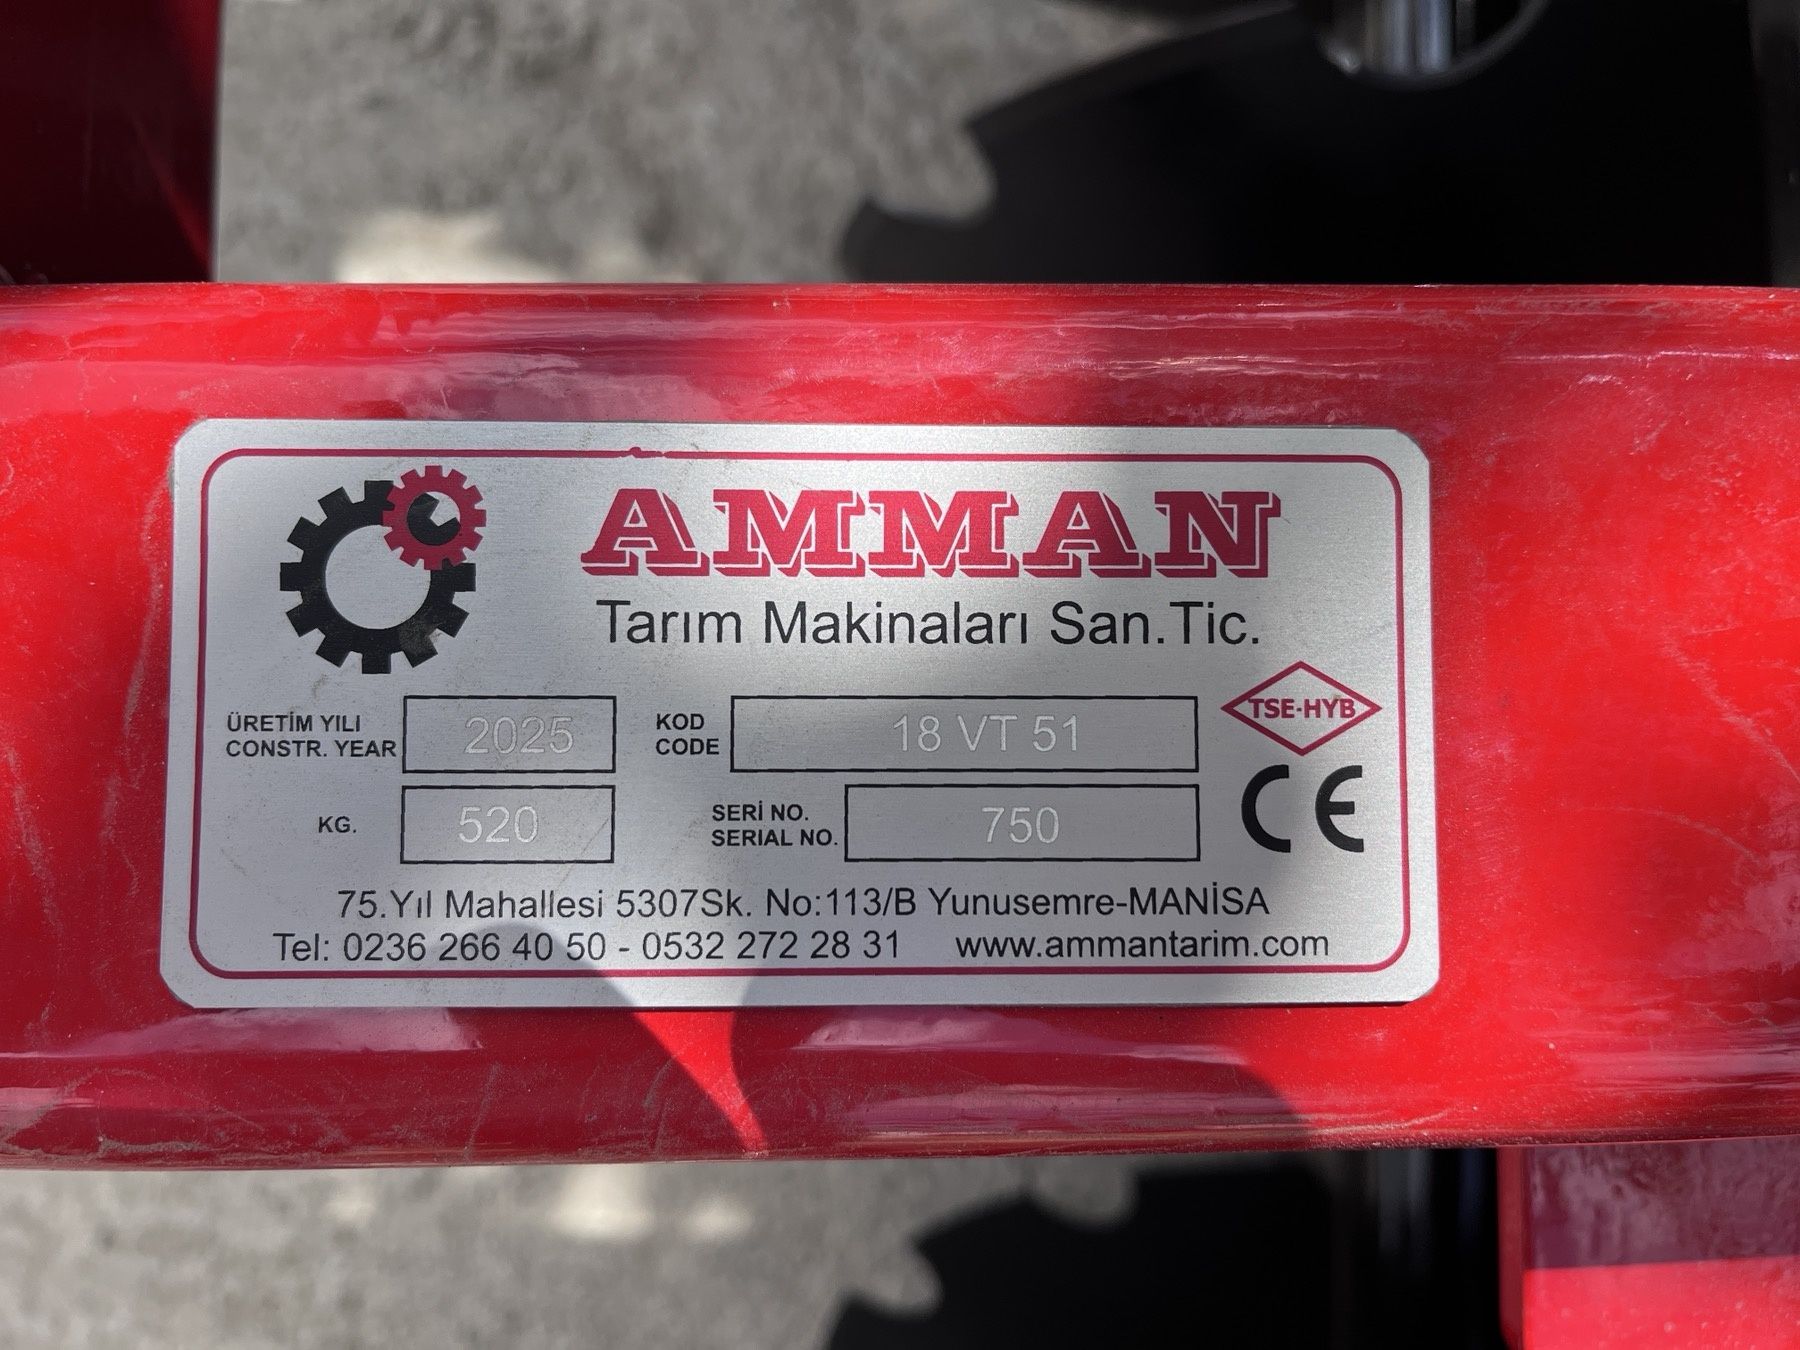 AMMAN
Tarım Makinaları San.Tic.
ÜRETİM YILI
CONSTR. YEAR
2025
KOD
CODE
18 VT 51
TSE-HYB
KG.
520
SERİ NO.
SERIAL NO.
750
CE
75.Yıl Mahallesi 5307Sk. No:113/B Yunusemre-MANİSA
Tel: 0236 266 40 50 - 0532 272 28 31 www.ammantarim.com